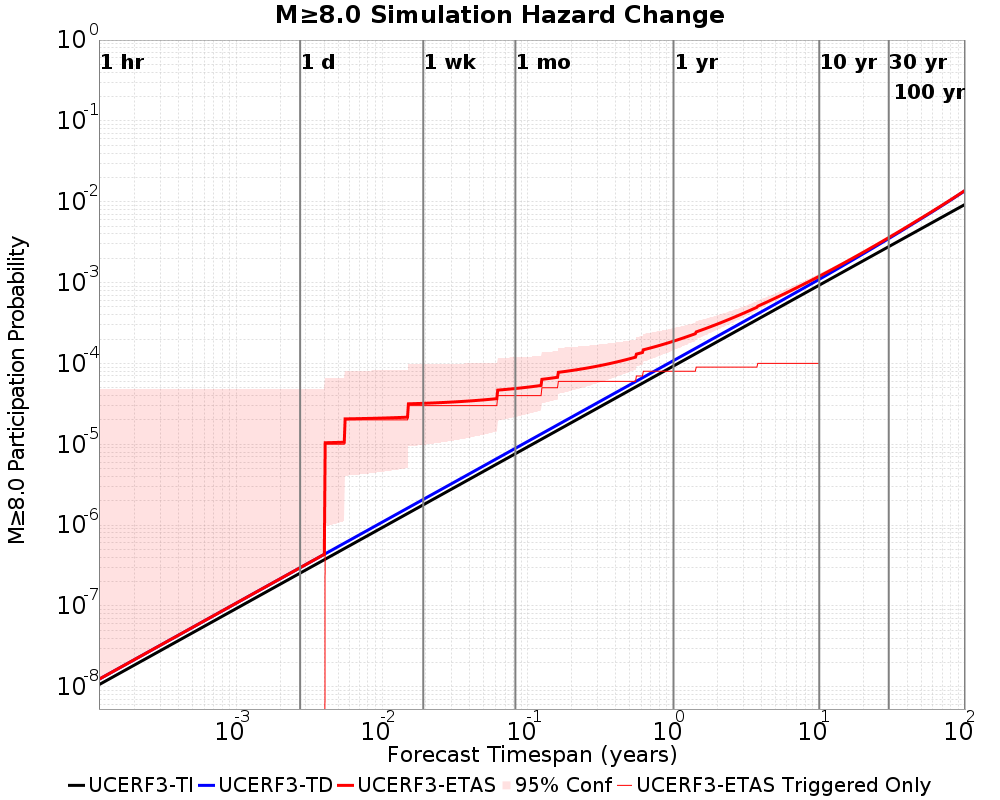 M≥8.0 Simulation Hazard Change
10^0
1 hr
1 d
1 wk
1 mo
1 yr
10 yr
30 yr
100 yr
10^-1
10^-2
10^-3
10^-4
10^-5
10^-6
10^-7
10^-8
M≥8.0 Participation Probability
10^-3
10^-2
10^-1
10^0
10^1
10^2
Forecast Timespan (years)
UCERF3-TI UCERF3-TD UCERF3-ETAS 95% Conf UCERF3-ETAS Triggered Only